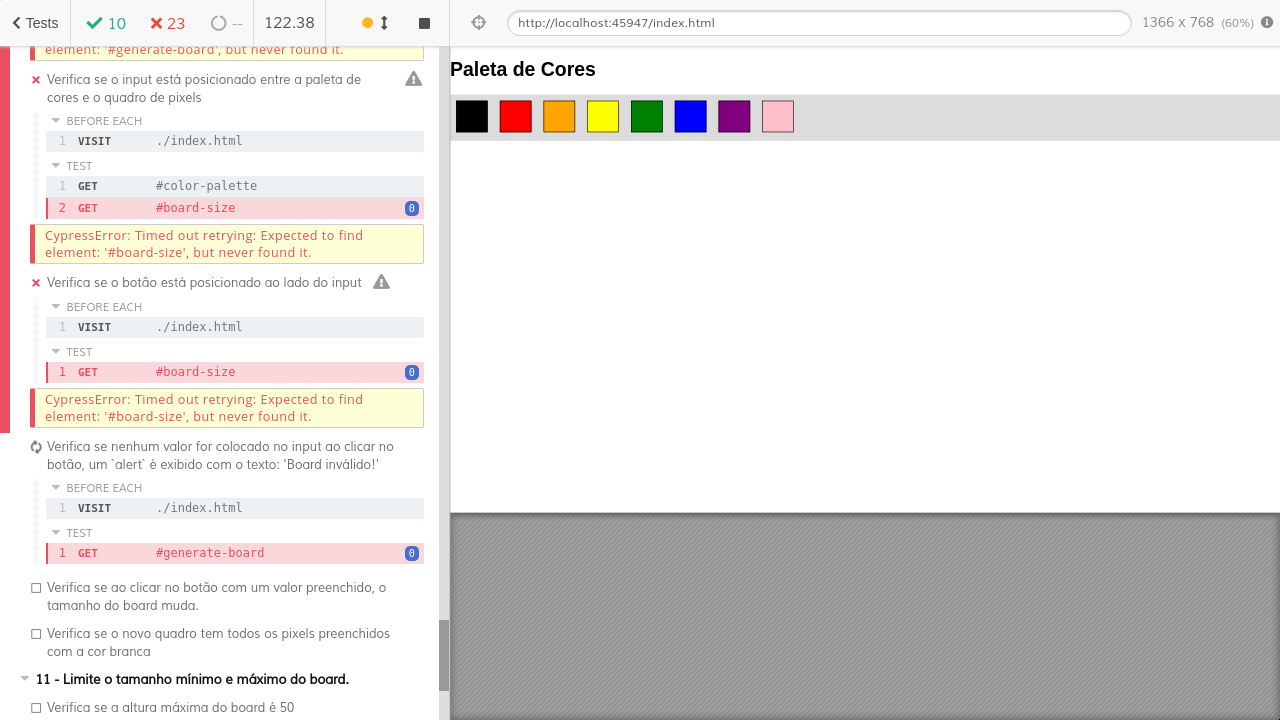 Tests 10 23 -- 122.38
http://localhost:45947/index.html 1366 x 768 (60%)
element: '#generate-board', but never found it.
Verifica se o input está posicionado entre a paleta de
cores e o quadro de pixels
BEFORE EACH
1 VISIT ./index.html
TEST
1 GET #color-palette
2 GET #board-size 0
CypressError: Timed out retrying: Expected to find
element: '#board-size', but never found it.
Verifica se o botão está posicionado ao lado do input
BEFORE EACH
1 VISIT ./index.html
TEST
1 GET #board-size 0
CypressError: Timed out retrying: Expected to find
element: '#board-size', but never found it.
Verifica se nenhum valor for colocado no input ao clicar no
botão, um `alert` é exibido com o texto: 'Board inválido!'
BEFORE EACH
1 VISIT ./index.html
TEST
1 GET #generate-board 0
Verifica se ao clicar no botão com um valor preenchido, o
tamanho do board muda.
Verifica se o novo quadro tem todos os pixels preenchidos
com a cor branca
11 - Limite o tamanho mínimo e máximo do board.
Verifica se a altura máxima do board é 50
Paleta de Cores